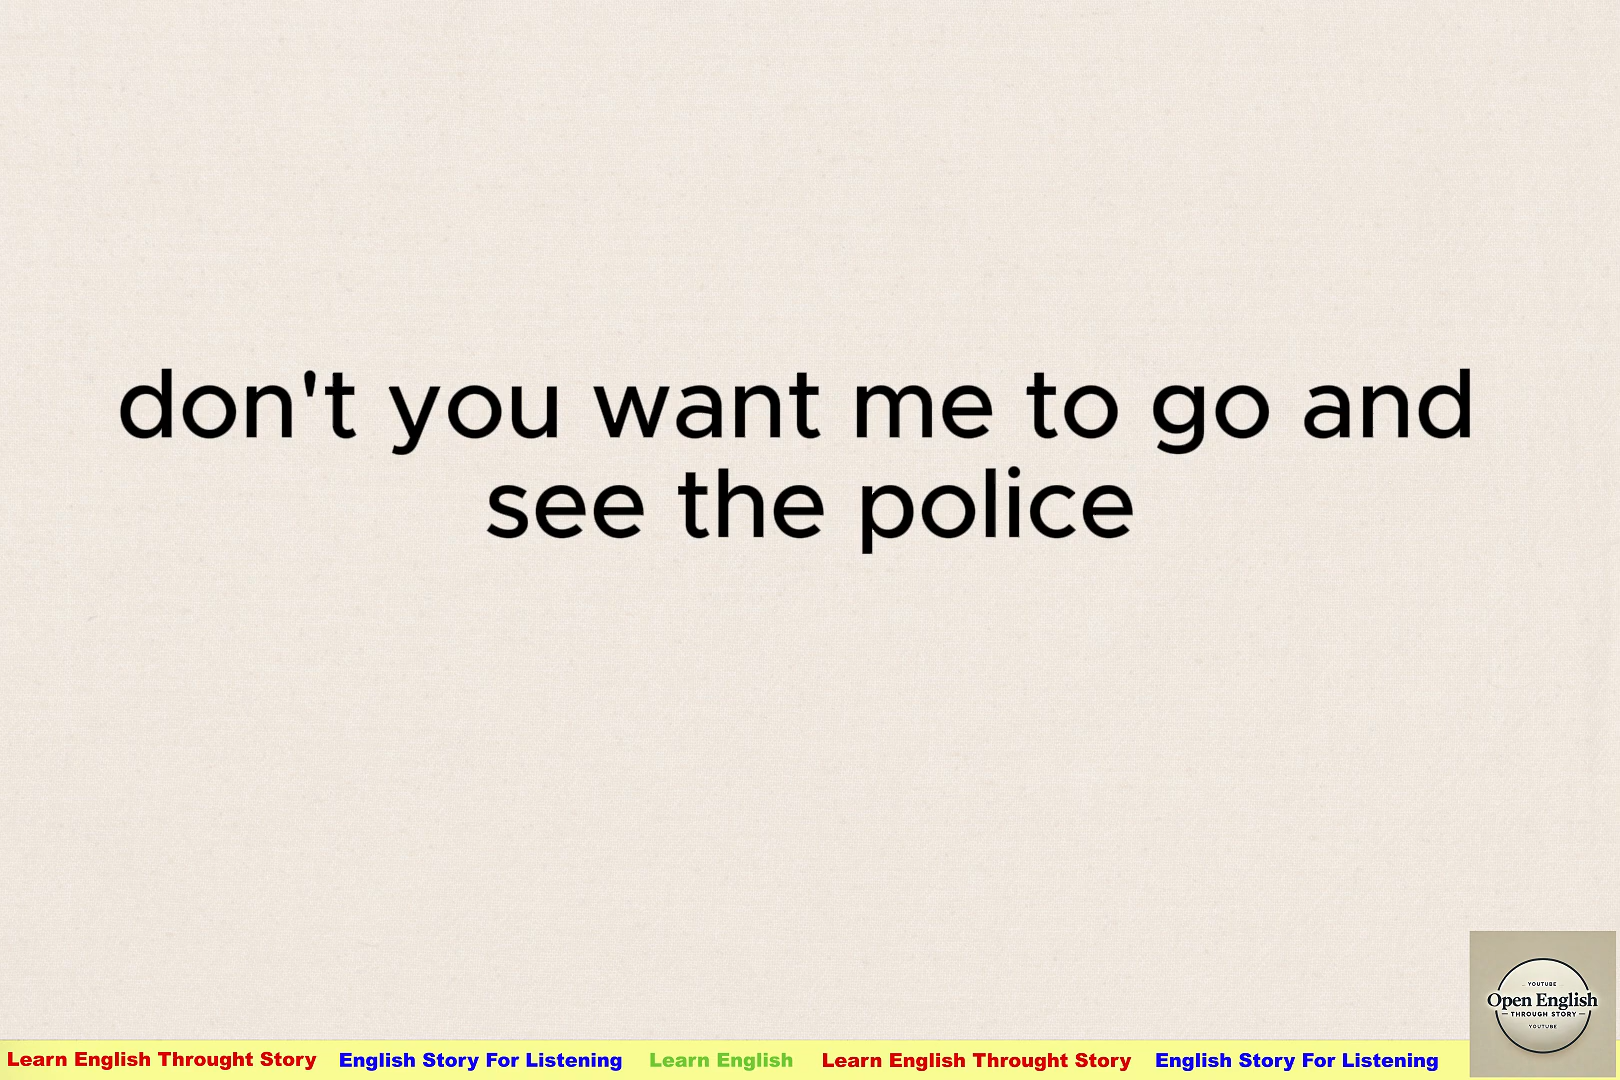 don't you want me to go and
see the police
YOUTUBE
Open English
THROUGH STORY
YOUTUBE
Learn English Throught Story English Story For Listening Learn English Learn English Throught Story English Story For Listening